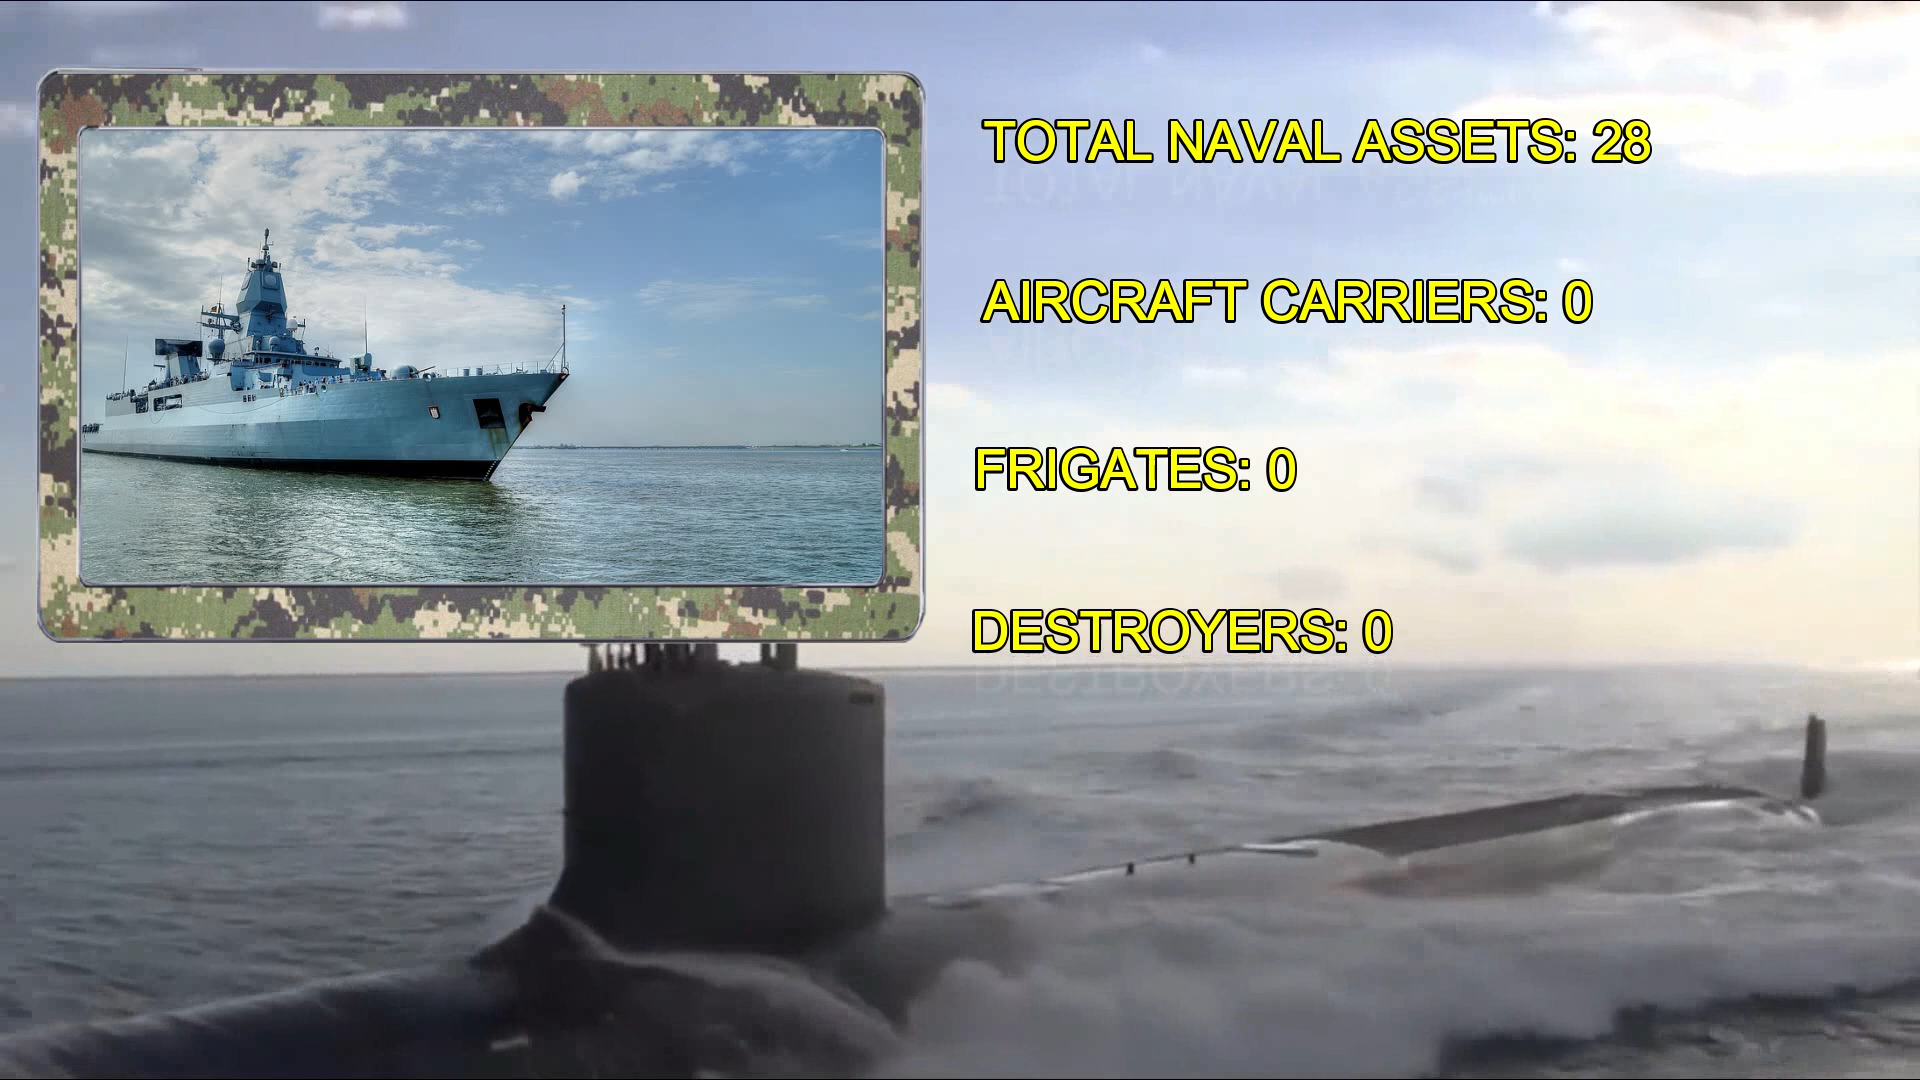 TOTAL NAVAL ASSETS: 28
AIRCRAFT CARRIERS: 0
FRIGATES: 0
DESTROYERS: 0